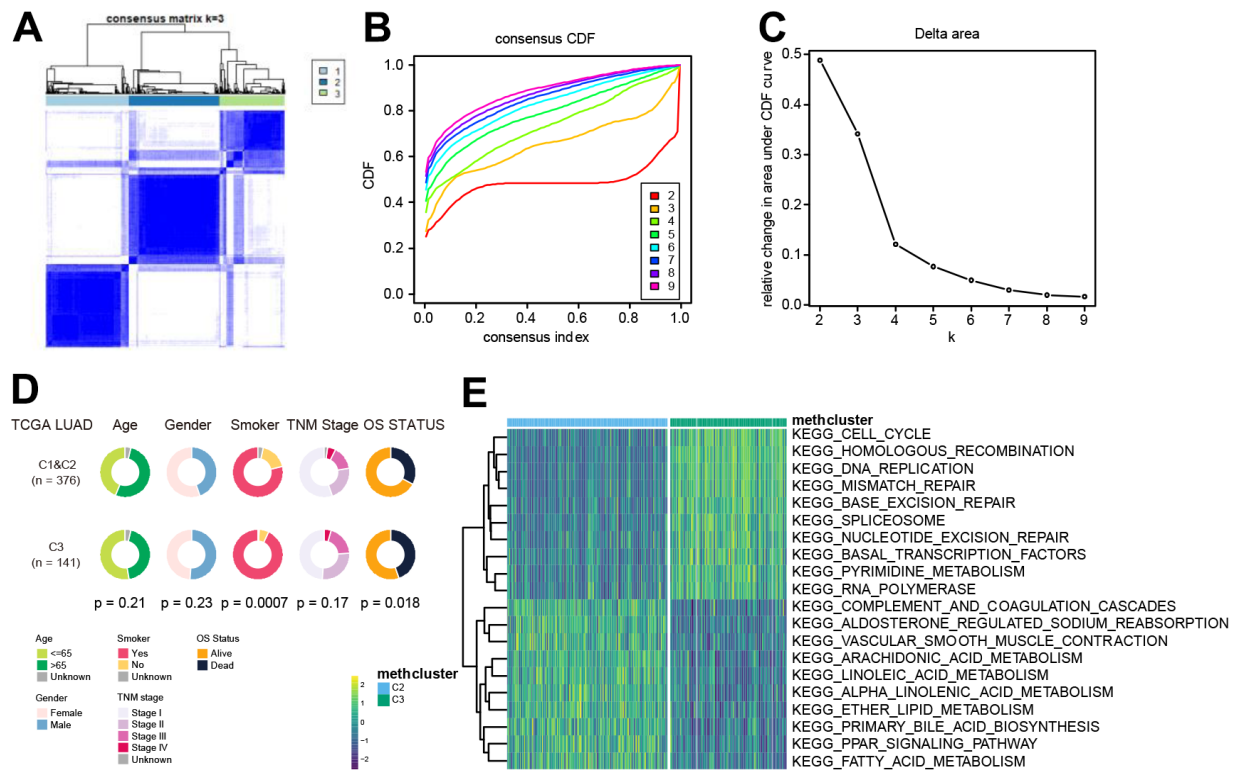 A
consensus matrix k=3
1
2
3
B
consensus CDF
CDF
1.0
0.8
0.6
0.4
0.2
0.0
0.0
0.2
0.4
0.6
0.8
1.0
consensus index
2
3
4
5
6
7
8
9
C
Delta area
relative change in area under CDF curve
0.5
0.4
0.3
0.2
0.1
0.0
2
3
4
5
6
7
8
9
k
D
TCGA LUAD
Age
Gender
Smoker
TNM Stage
OS STATUS
C1&C2
(n = 376)
C3
(n = 141)
p = 0.21
p = 0.23
p = 0.0007
p = 0.17
p = 0.018
Age
<=65
>65
Unknown
Smoker
Yes
No
Unknown
OS Status
Alive
Dead
Gender
Female
Male
TNM stage
Stage I
Stage II
Stage III
Stage IV
Unknown
E
methcluster
KEGG_CELL_CYCLE
KEGG_HOMOLOGOUS_RECOMBINATION
KEGG_DNA_REPLICATION
KEGG_MISMATCH_REPAIR
KEGG_BASE_EXCISION_REPAIR
KEGG_SPLICEOSOME
KEGG_NUCLEOTIDE_EXCISION_REPAIR
KEGG_BASAL_TRANSCRIPTION_FACTORS
KEGG_PYRIMIDINE_METABOLISM
KEGG_RNA_POLYMERASE
KEGG_COMPLEMENT_AND_COAGULATION_CASCADES
KEGG_ALDOSTERONE_REGULATED_SODIUM_REABSORPTION
KEGG_VASCULAR_SMOOTH_MUSCLE_CONTRACTION
KEGG_ARACHIDONIC_ACID_METABOLISM
KEGG_LINOLEIC_ACID_METABOLISM
KEGG_ALPHA_LINOLENIC_ACID_METABOLISM
KEGG_ETHER_LIPID_METABOLISM
KEGG_PRIMARY_BILE_ACID_BIOSYNTHESIS
KEGG_PPAR_SIGNALING_PATHWAY
KEGG_FATTY_ACID_METABOLISM
2
1
0
−1
−2
methcluster
C2
C3